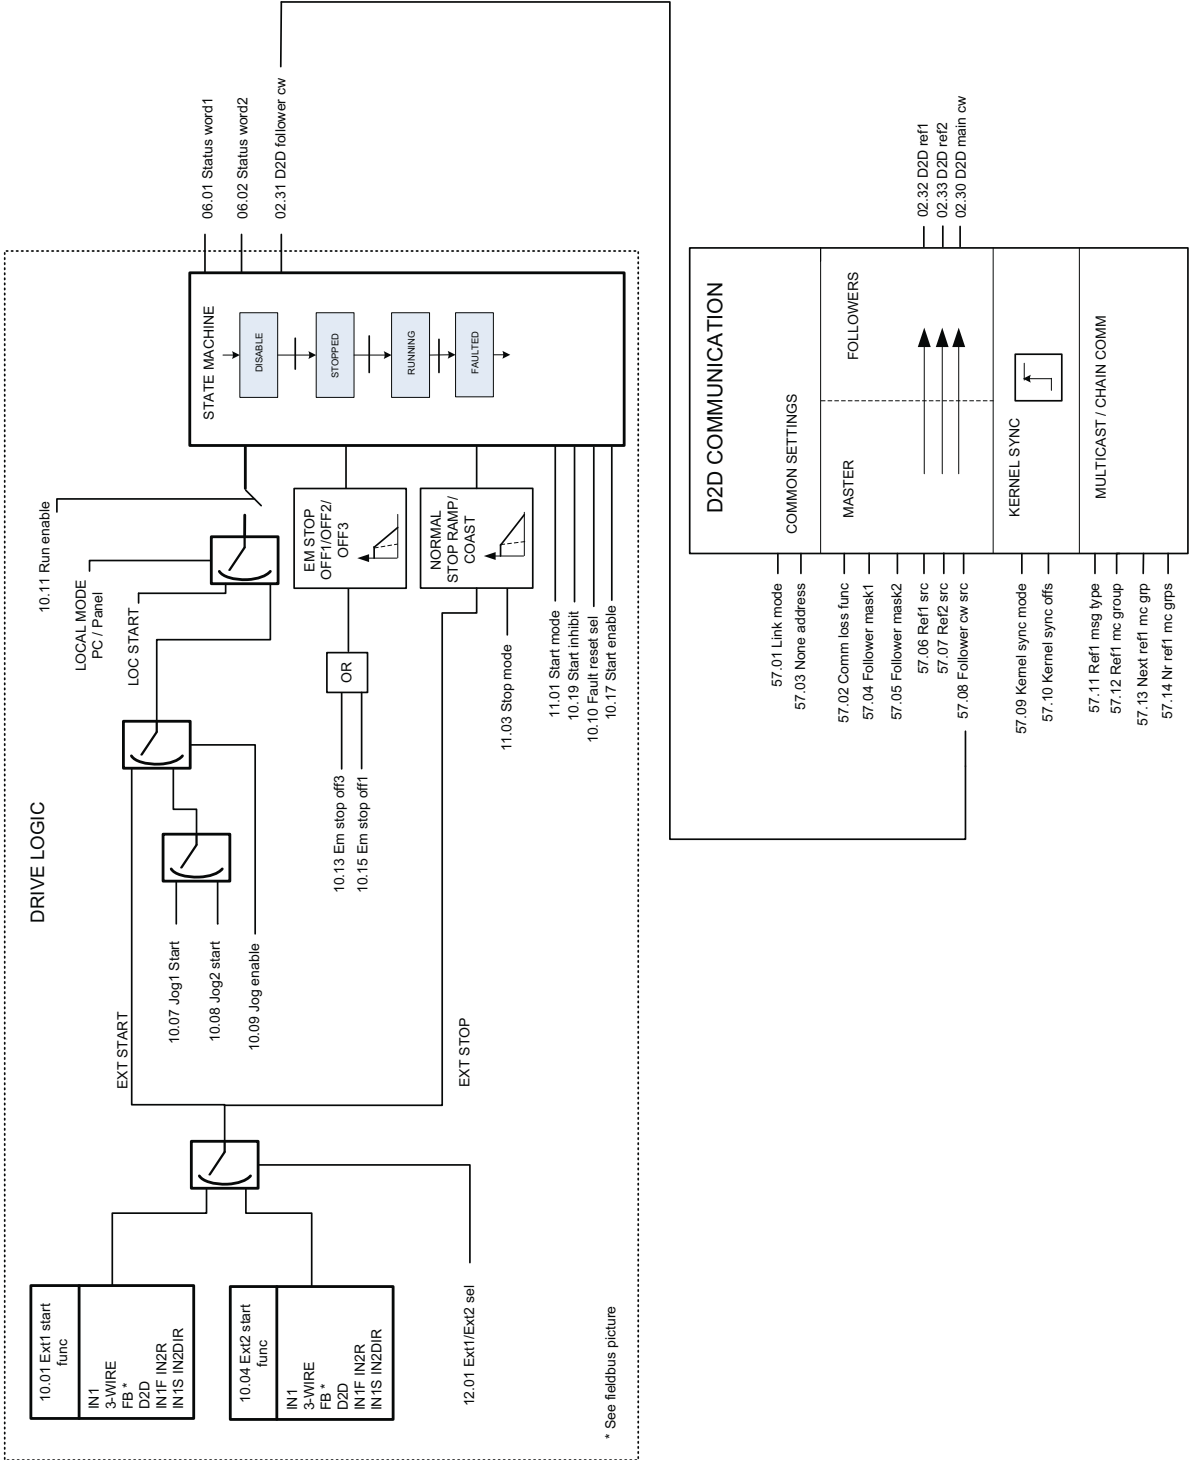 DRIVE LOGIC
10.01 Ext1 start
func
IN1
3-WIRE
FB *
D2D
IN1F IN2R
IN1S IN2DIR
10.04 Ext2 start
func
IN1
3-WIRE
FB *
D2D
IN1F IN2R
IN1S IN2DIR
12.01 Ext1/Ext2 sel
* See fieldbus picture
EXT START
EXT STOP
10.07 Jog1 Start
10.08 Jog2 start
10.09 Jog enable
10.13 Em stop off3
10.15 Em stop off1
OR
10.11 Run enable
LOCAL MODE
PC / Panel
LOC START
EM STOP
OFF1/OFF2/
OFF3
NORMAL
STOP RAMP/
COAST
11.03 Stop mode
11.01 Start mode
10.19 Start inhibit
10.10 Fault reset sel
10.17 Start enable
STATE MACHINE
DISABLE
STOPPED
RUNNING
FAULTED
06.01 Status word1
06.02 Status word2
02.31 D2D follower cw
D2D COMMUNICATION
COMMON SETTINGS
57.01 Link mode
57.03 None address
MASTER
FOLLOWERS
57.02 Comm loss func
57.04 Follower mask1
57.05 Follower mask2
57.06 Ref1 src
57.07 Ref2 src
57.08 Follower cw src
02.32 D2D ref1
02.33 D2D ref2
02.30 D2D main cw
KERNEL SYNC
57.09 Kernel sync mode
57.10 Kernel sync offs
MULTICAST / CHAIN COMM
57.11 Ref1 msg type
57.12 Ref1 mc group
57.13 Next ref1 mc grp
57.14 Nr ref1 mc grps